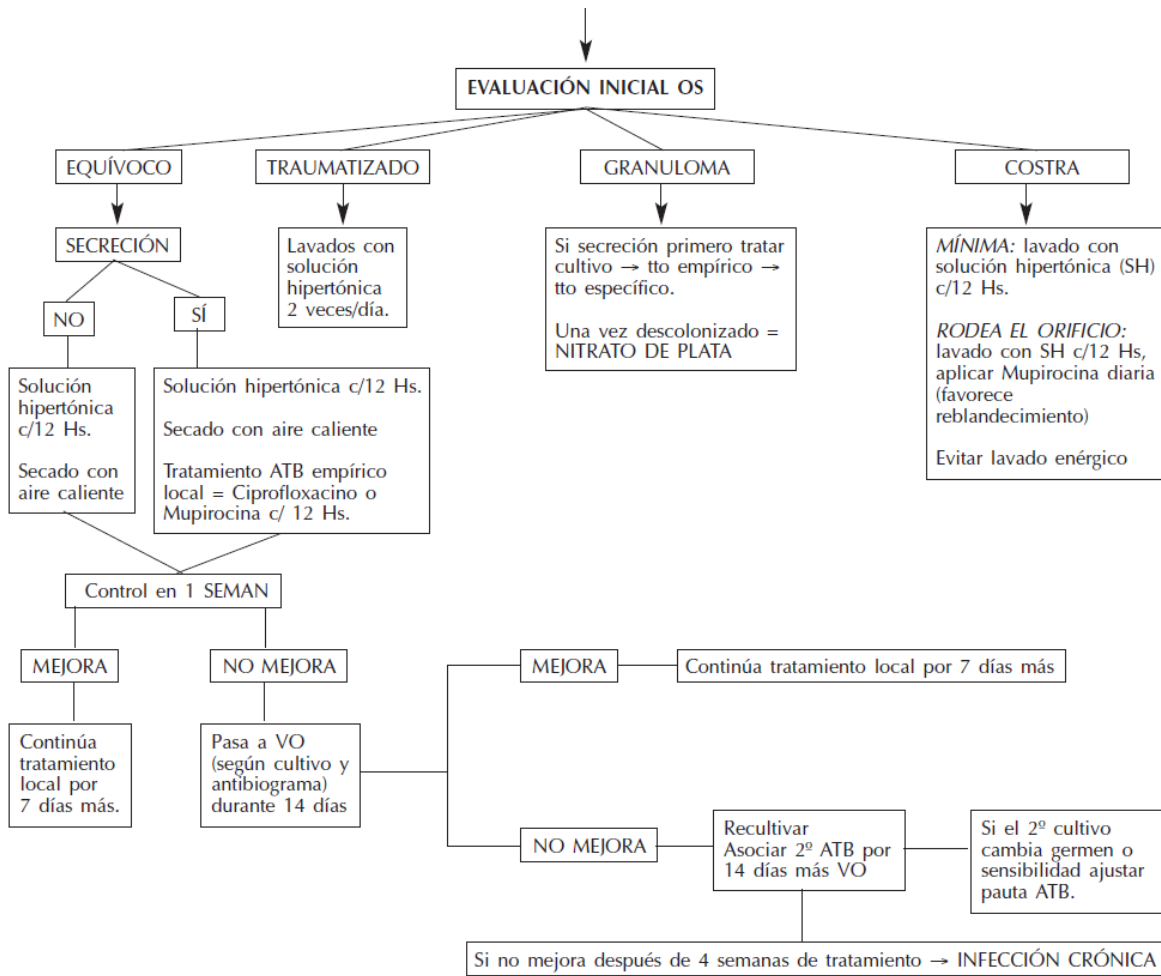 EVALUACIÓN INICIAL OS
EQUÍVOCO
TRAUMATIZADO
GRANULOMA
COSTRA
SECRECIÓN
NO
SÍ
Solución
hipertónica
c/12 Hs.
Secado con
aire caliente
Solución hipertónica c/12 Hs.
Secado con aire caliente
Tratamiento ATB empírico
local = Ciprofloxacino o
Mupirocina c/ 12 Hs.
Lavados con
solución
hipertónica
2 veces/día.
Si secreción primero tratar
cultivo → tto empírico →
tto específico.
Una vez descolonizado =
NITRATO DE PLATA
MÍNIMA: lavado con
solución hipertónica (SH)
c/12 Hs.
RODEA EL ORIFICIO:
lavado con SH c/12 Hs,
aplicar Mupirocina diaria
(favorece
reblandecimiento)
Evitar lavado enérgico
Control en 1 SEMAN
MEJORA
NO MEJORA
Continúa
tratamiento
local por
7 días más.
Pasa a VO
(según cultivo y
antibiograma)
durante 14 días
MEJORA
Continúa tratamiento local por 7 días más
NO MEJORA
Recultivar
Asociar 2º ATB por
14 días más VO
Si el 2º cultivo
cambia germen o
sensibilidad ajustar
pauta ATB.
Si no mejora después de 4 semanas de tratamiento → INFECCIÓN CRÓNICA